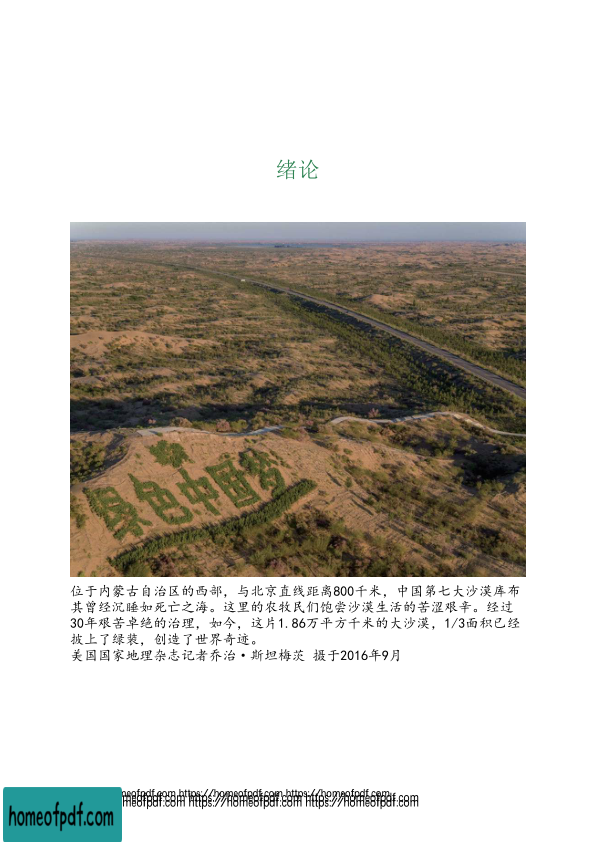 绪论
绿色中国梦
位于内蒙古自治区的西部，与北京直线距离800千米，中国第七大沙漠库布
其曾经沉睡如死亡之海。这里的农牧民们饱尝沙漠生活的苦涩艰辛。经过
30年艰苦卓绝的治理，如今，这片1.86万平方千米的大沙漠，1/3面积已经
披上了绿装，创造了世界奇迹。
美国国家地理杂志记者乔治·斯坦梅茨 摄于2016年9月
homeofpdf.com https://homeofpdf.com https://homeofpdf.com
homeofpdf.com https://homeofpdf.com https://homeofpdf.com
homeofpdf.com